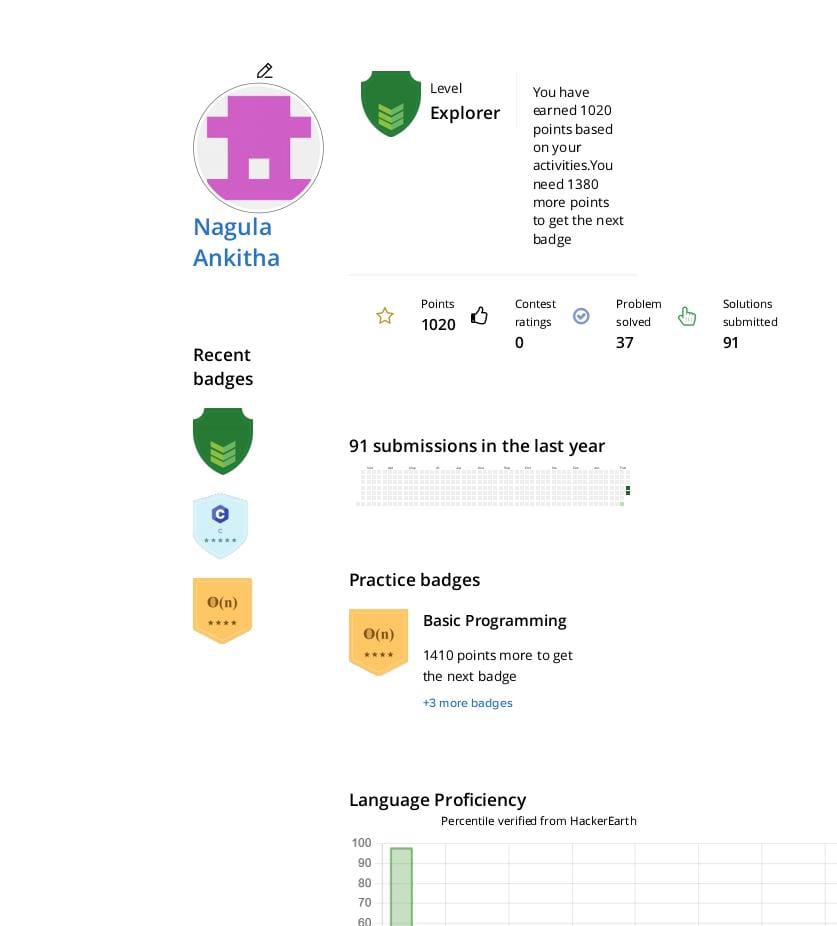 Level
Explorer
You have
earned 1020
points based
on your
activities.You
need 1380
more points
to get the next
badge
Nagula
Ankitha
Points
1020
Contest
ratings
0
Problem
solved
37
Solutions
submitted
91
Recent
badges
C
C
★★★★★
O(n)
★★★★
91 submissions in the last year
Practice badges
O(n)
★★★★
Basic Programming
1410 points more to get
the next badge
+3 more badges
Language Proficiency
Percentile verified from HackerEarth
100
90
80
70
60